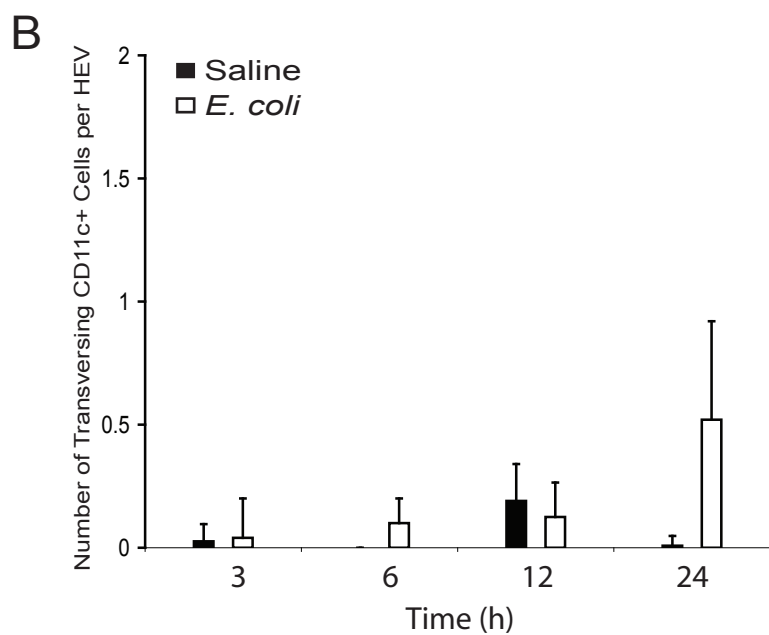 B
Number of Transversing CD11c+ Cells per HEV
2
1.5
1
0.5
0
Saline
E. coli
3 6 12 24
Time (h)